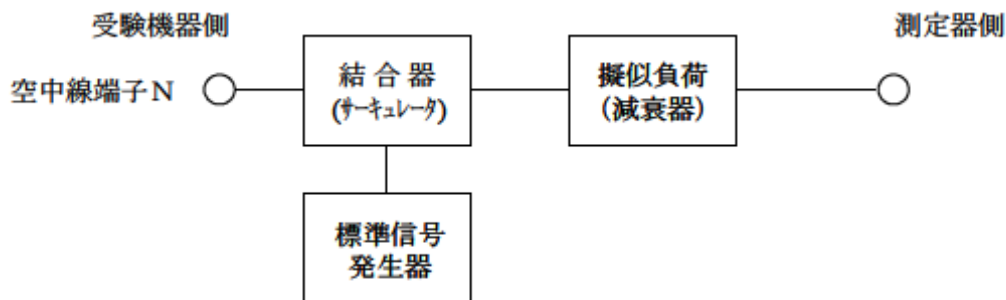 受験機器側
測定器側
空中線端子N
結合器
(ｻｰｷｭﾚｰﾀ)
擬似負荷
(減衰器)
標準信号
発生器